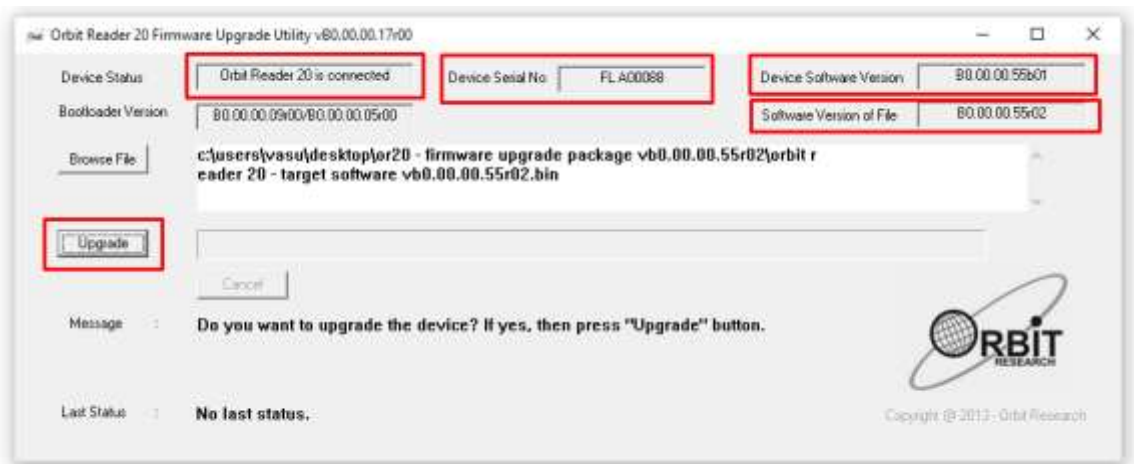 Orbit Reader 20 Firmware Upgrade Utility vB0.00.00.17r00
Device Status Orbit Reader 20 is connected Device Serial No FLA00088 Device Software Version B0.00.00.55b01
Bootloader Version B0.00.00.09r00/B0.00.00.05r00 Software Version of File B0.00.00.55r02
Browse File c:\users\vasu\desktop\or20 - firmware upgrade package vb0.00.00.55r02\orbit r
eader 20 - target software vb0.00.00.55r02.bin
Upgrade
Cancel
Message : Do you want to upgrade the device? If yes, then press "Upgrade" button.
ORBIT
RESEARCH
Last Status : No last status.
Copyright @ 2013 - Orbit Research